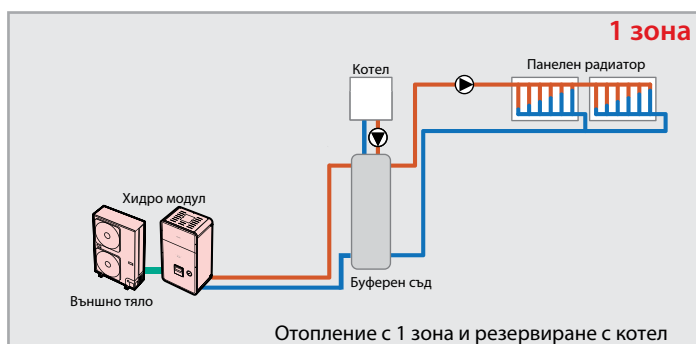 1 зона
Котел
Панелен радиатор
Хидро модул
Буферен съд
Външно тяло
Отопление с 1 зона и резервиране с котел